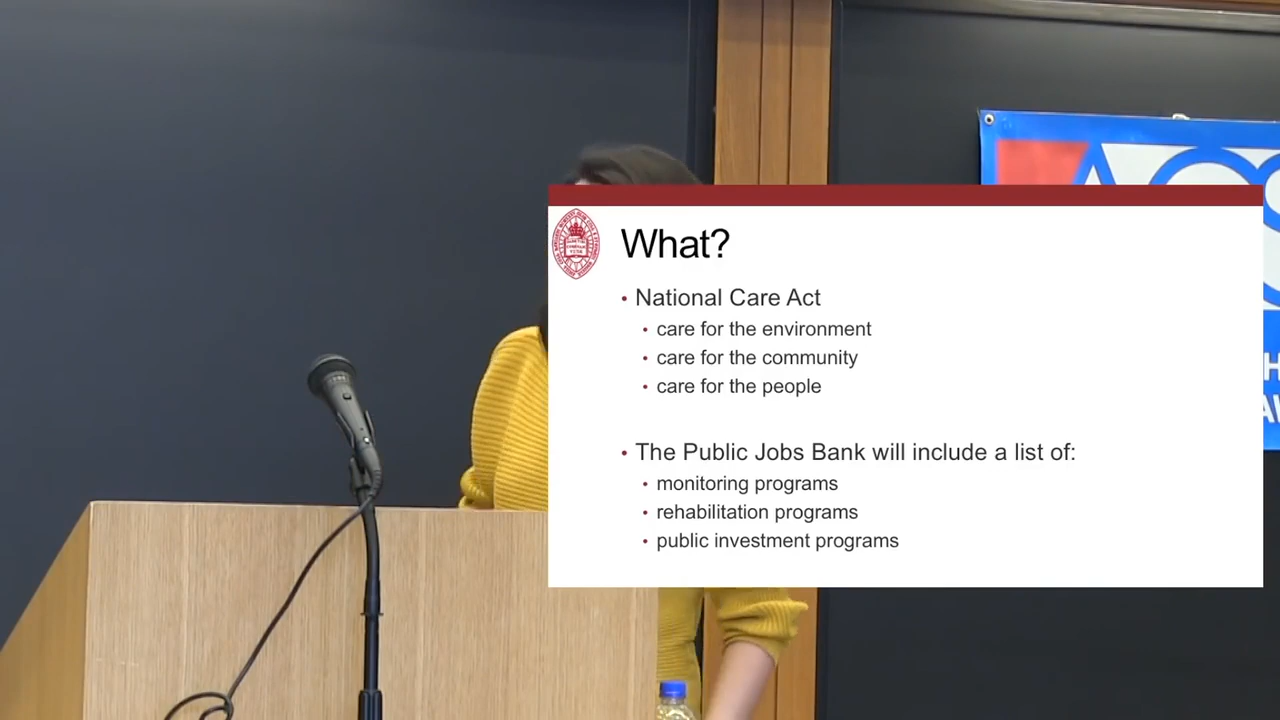 What?
• National Care Act
• care for the environment
• care for the community
• care for the people
• The Public Jobs Bank will include a list of:
• monitoring programs
• rehabilitation programs
• public investment programs